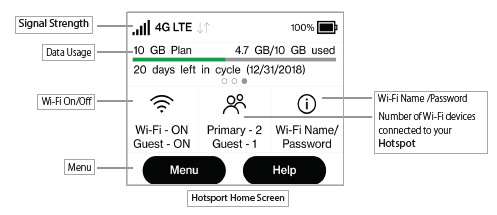 Signal Strength
4G LTE
100%
Data Usage
10 GB Plan
4.7 GB/10 GB used
20 days left in cycle (12/31/2018)
Wi-Fi On/Off
Wi-Fi - ON
Guest - ON
Primary - 2
Guest - 1
Wi-Fi Name/
Password
Wi-Fi Name /Password
Number of Wi-Fi devices
connected to your
Hotspot
Menu
Menu
Help
Hotsport Home Screen